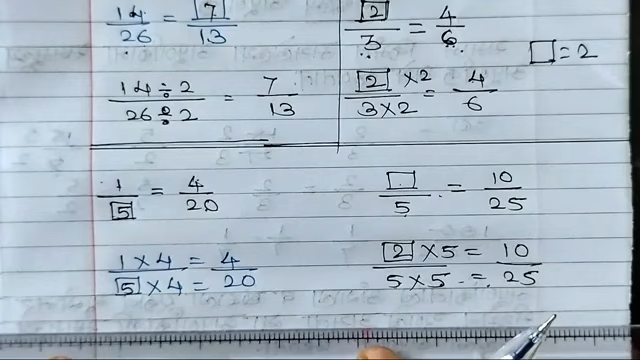 14/26 = 7/13
2/3 = 4/6
□ = 2
14 ÷ 2/26 ÷ 2 = 7/13
2 ×2/3×2 = 4/6
1/5 = 4/20
□/5 = 10/25
1×4 = 4
5×4 = 20
2 ×5 = 10
5×5 = 25